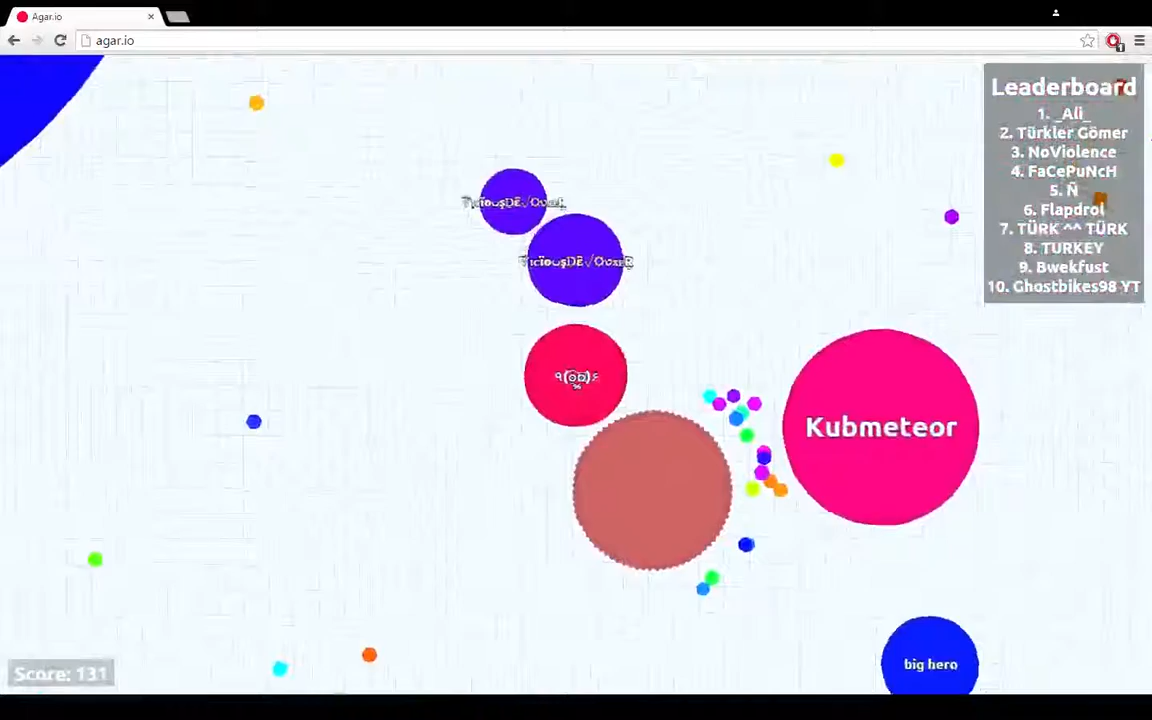 Agar.io
agar.io
Leaderboard
1. _Ali_
2. Türkler Gömer
3. NoViolence
4. FaCePuNcH
5. Ñ
6. Flapdrol
7. TÜRK ^^ TÜRK
8. TURKEY
9. Bwekfust
10. Ghostbikes98 YT
Kubmeteor
big hero
Score: 131